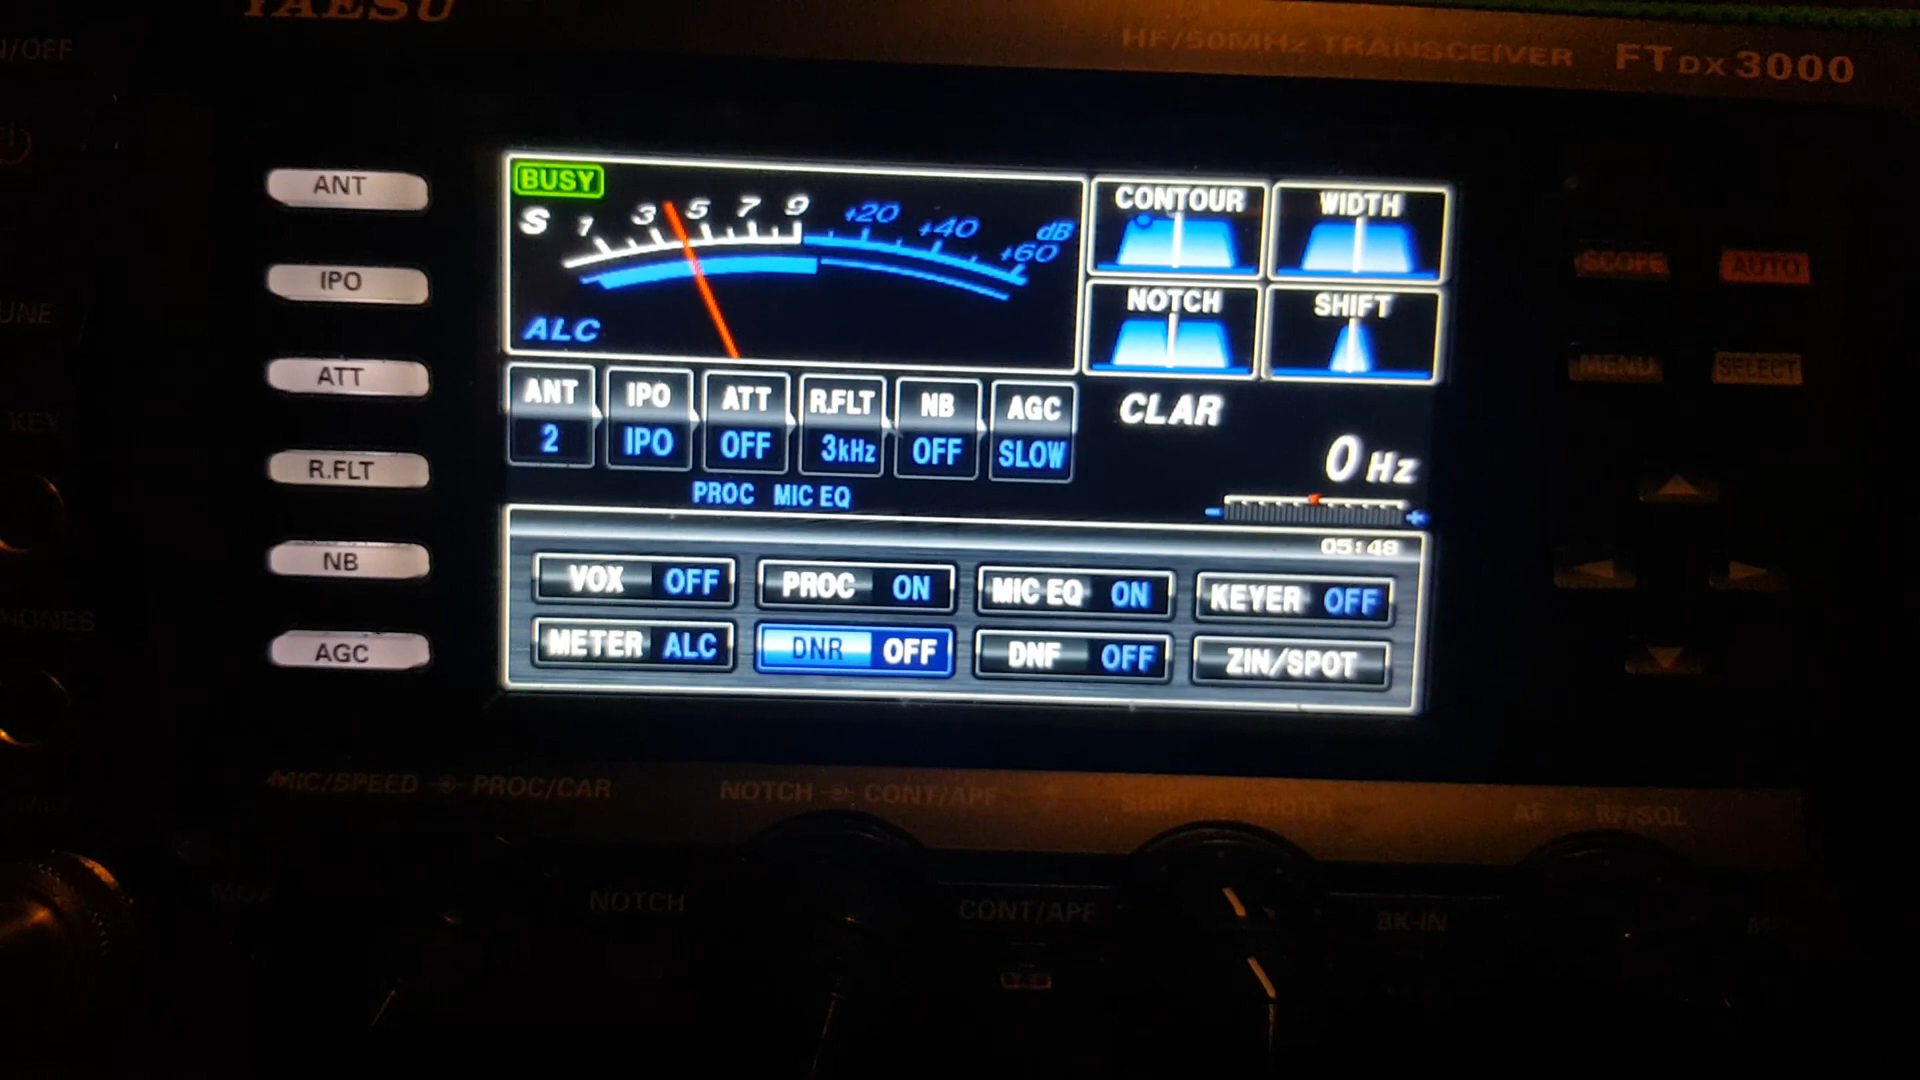 YAESU
HF/50MHz TRANSCEIVER FTDX3000
ANT
IPO
ATT
R.FLT
NB
AGC
BUSY
S 1 3 5 7 9 +20 +40 +60 dB
ALC
CONTOUR WIDTH
NOTCH SHIFT
ANT IPO ATT R.FLT NB AGC
2 IPO OFF 3kHz OFF SLOW
PROC MIC EQ
CLAR
0 Hz
- +
05:48
VOX OFF PROC ON MIC EQ ON KEYER OFF
METER ALC DNR OFF DNF OFF ZIN/SPOT
SCOPE AUTO
MENU SELECT
KEY
MIC/SPEED PROC/CAR NOTCH CONT/APF SHIFT WIDTH AF RF/SQL
NOTCH CONT/APF BK-IN